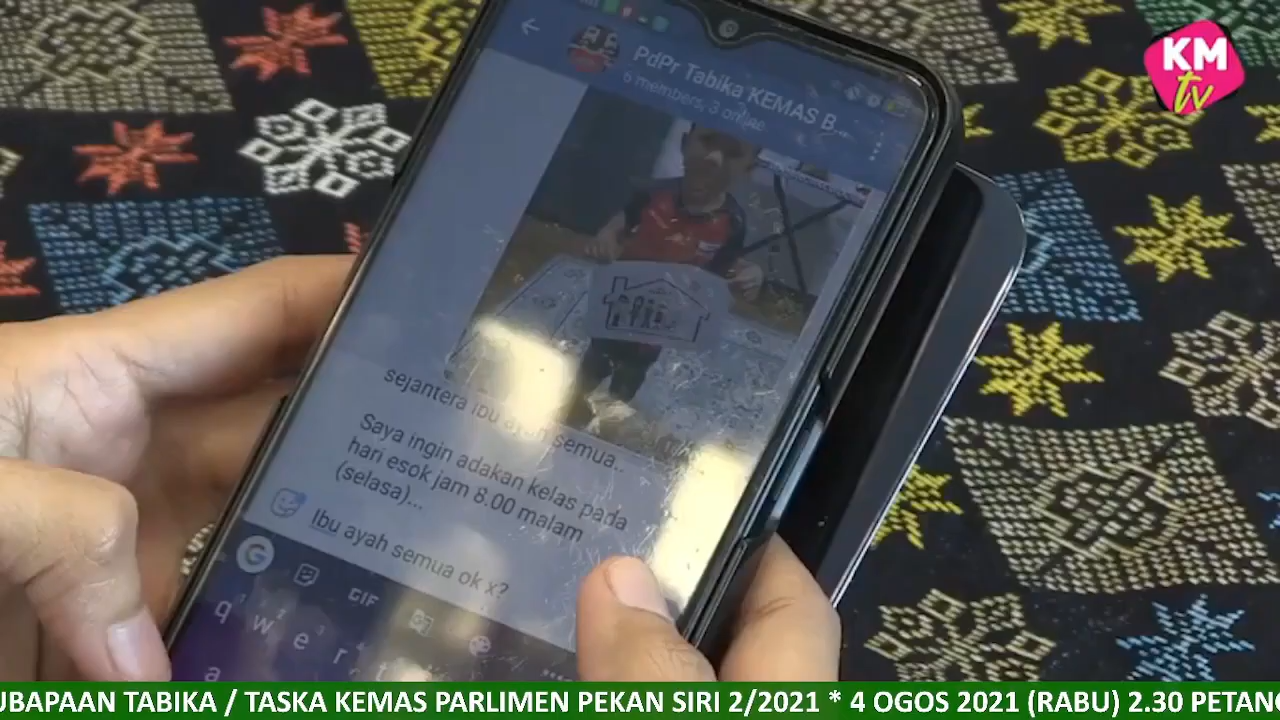 KM
tv
PdPr Tabika KEMAS B...
6 members, 3 online
sejantera ibu ayah semua..
Saya ingin adakan kelas pada
hari esok jam 8.00 malam
(selasa)...
Ibu ayah semua ok x?
G
GIF
q w e r t
a
UBAPAAN TABIKA / TASKA KEMAS PARLIMEN PEKAN SIRI 2/2021 * 4 OGOS 2021 (RABU) 2.30 PETANG